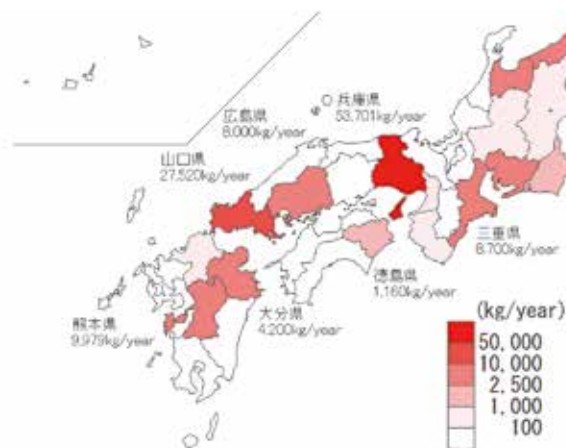 兵庫県
53,701kg/year
広島県
8,000kg/year
山口県
27,520kg/year
三重県
8,700kg/year
徳島県
1,160kg/year
大分県
4,200kg/year
熊本県
9,979kg/year
(kg/year)
50,000
10,000
2,500
1,000
100